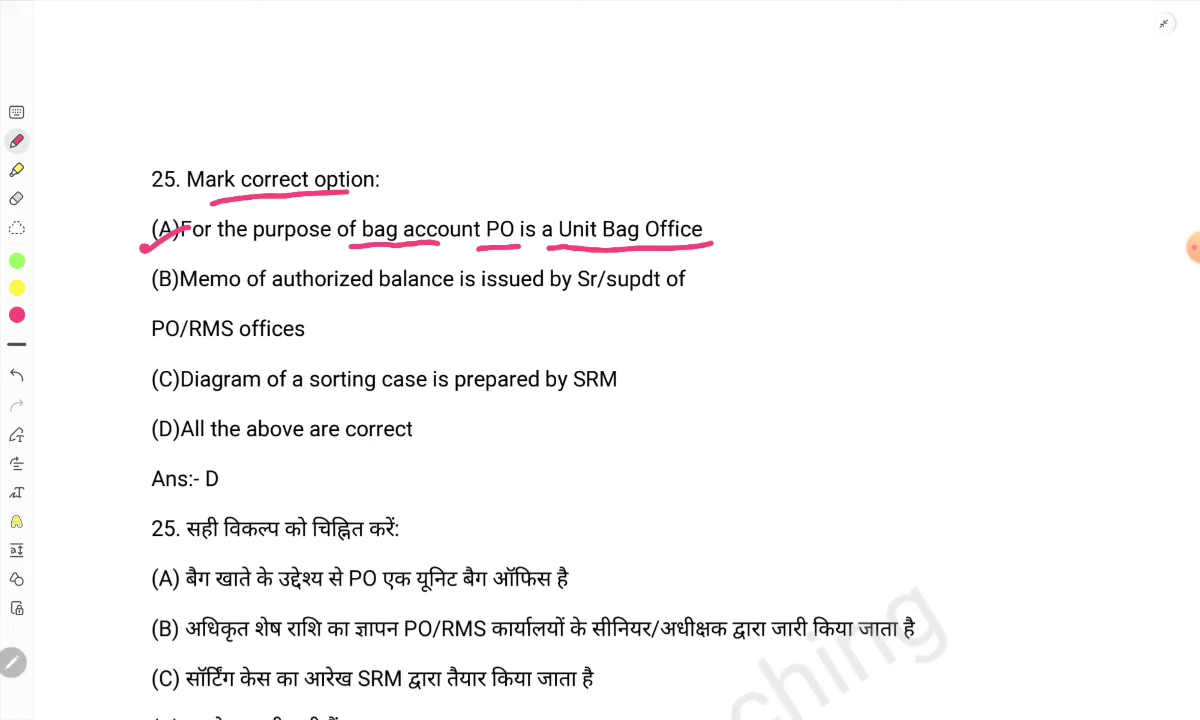 25. Mark correct option:
(A)For the purpose of bag account PO is a Unit Bag Office
(B)Memo of authorized balance is issued by Sr/supdt of
PO/RMS offices
(C)Diagram of a sorting case is prepared by SRM
(D)All the above are correct
Ans:- D
25. सही विकल्प को चिह्नित करें:
(A) बैग खाते के उद्देश्य से PO एक यूनिट बैग ऑफिस है
(B) अधिकृत शेष राशि का ज्ञापन PO/RMS कार्यालयों के सीनियर/अधीक्षक द्वारा जारी किया जाता है
(C) सॉर्टिंग केस का आरेख SRM द्वारा तैयार किया जाता है
ching